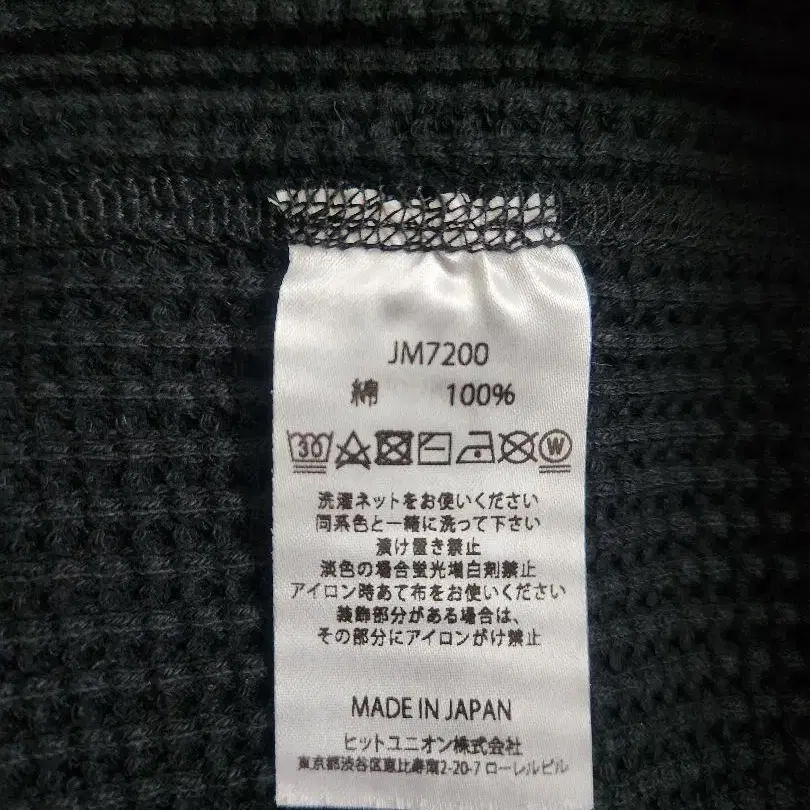 JM7200
綿 100%
30 W
洗濯ネットをお使いください
同系色と一緒に洗って下さい
漬け置き禁止
淡色の場合蛍光増白剤禁止
アイロン時あて布をお使いください
装飾部分がある場合は、
その部分にアイロンがけ禁止
MADE IN JAPAN
ヒットユニオン株式会社
東京都渋谷区恵比寿南2-20-7 ローレルビル